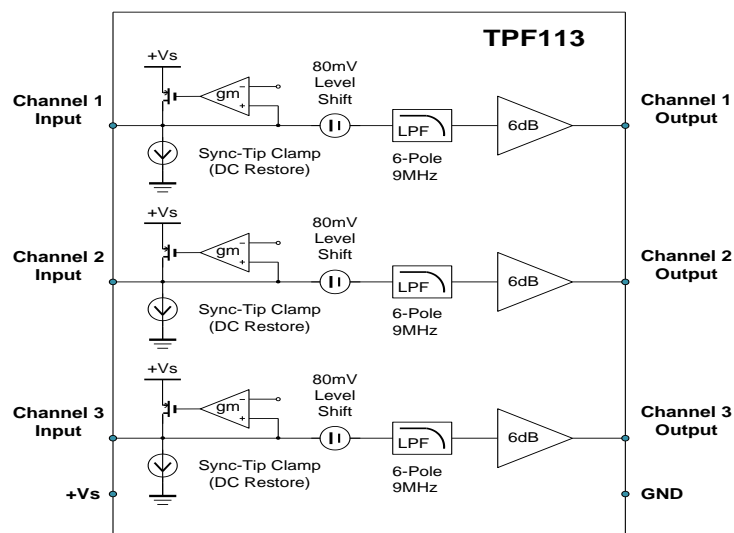 TPF113
+Vs
80mV
Level
Shift
gm
−
+
Channel 1
Input
Channel 1
Output
LPF
6dB
Sync-Tip Clamp
(DC Restore)
6-Pole
9MHz
+Vs
80mV
Level
Shift
gm
−
+
Channel 2
Input
Channel 2
Output
LPF
6dB
Sync-Tip Clamp
(DC Restore)
6-Pole
9MHz
+Vs
80mV
Level
Shift
gm
−
+
Channel 3
Input
Channel 3
Output
LPF
6dB
Sync-Tip Clamp
(DC Restore)
6-Pole
9MHz
+Vs
GND